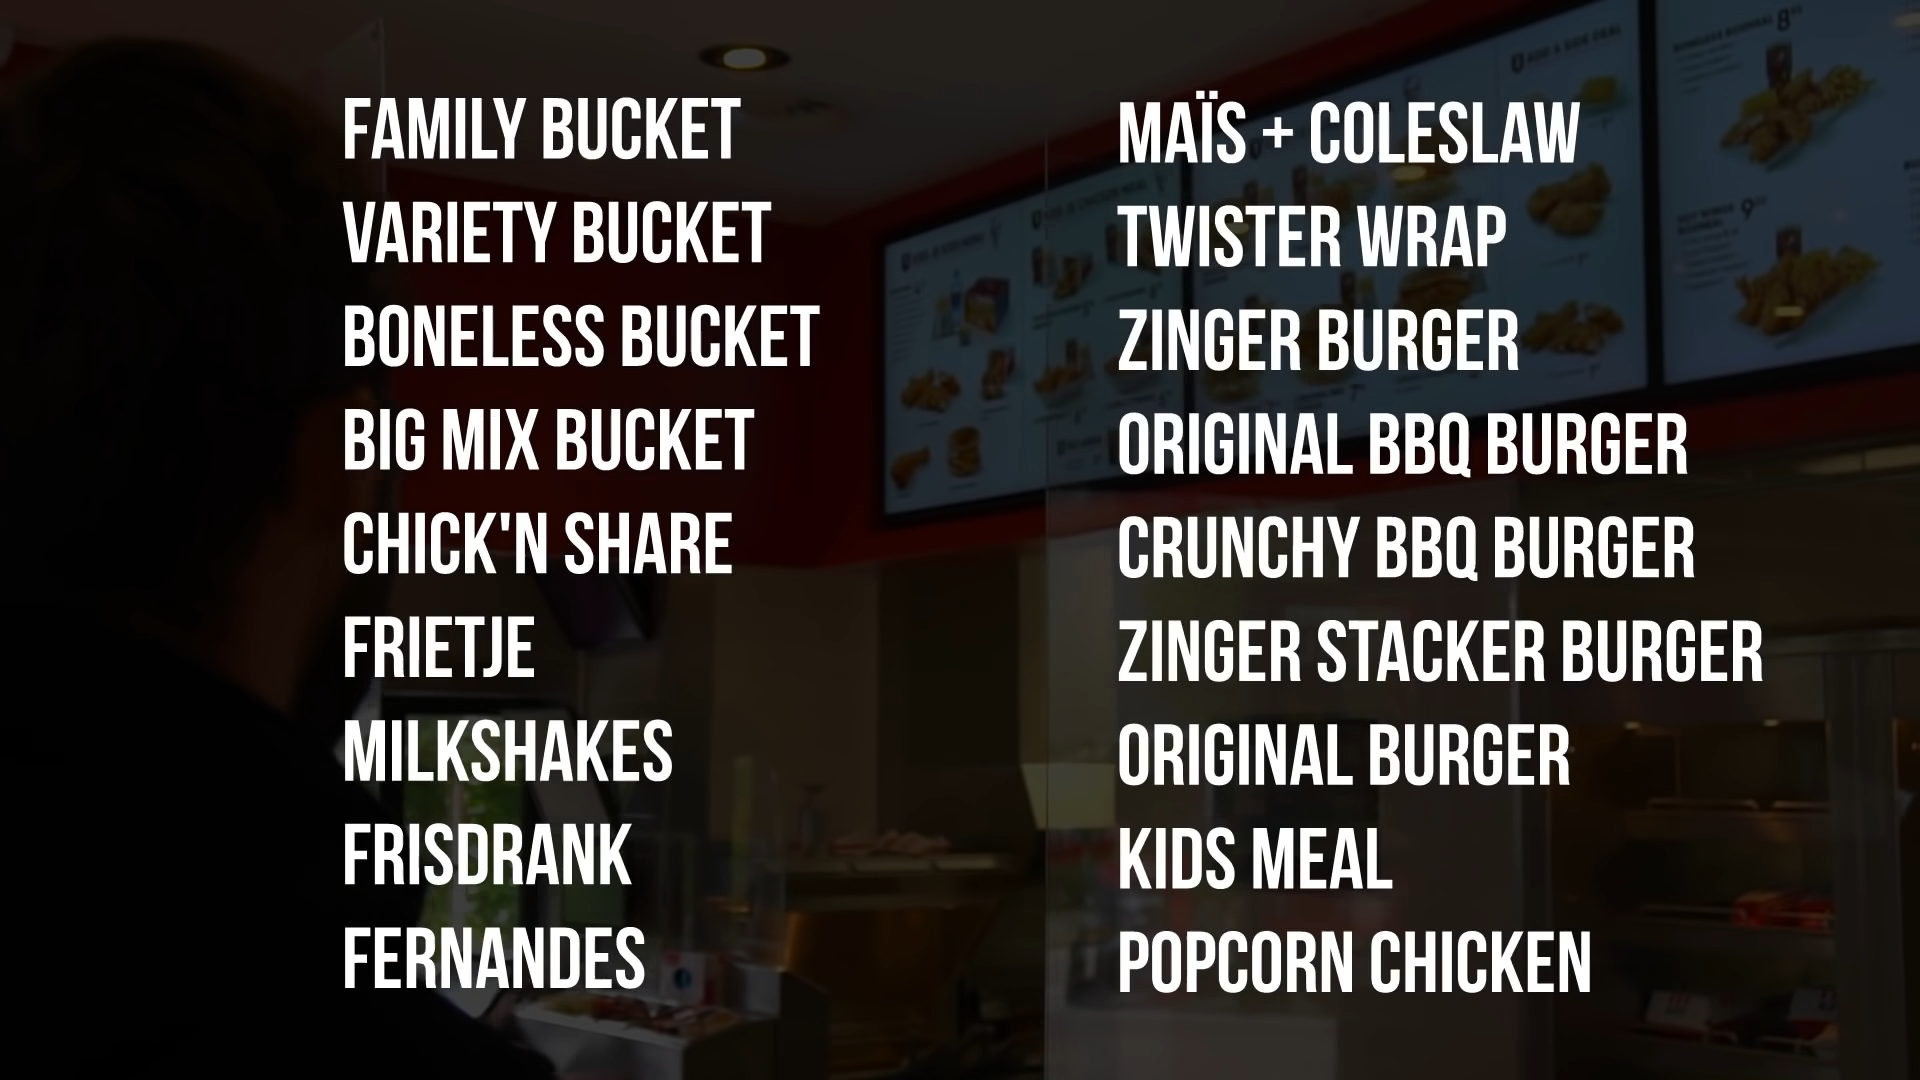 FAMILY BUCKET
VARIETY BUCKET
BONELESS BUCKET
BIG MIX BUCKET
CHICK'N SHARE
FRIETJE
MILKSHAKES
FRISDRANK
FERNANDES
MAÏS + COLESLAW
TWISTER WRAP
ZINGER BURGER
ORIGINAL BBQ BURGER
CRUNCHY BBQ BURGER
ZINGER STACKER BURGER
ORIGINAL BURGER
KIDS MEAL
POPCORN CHICKEN